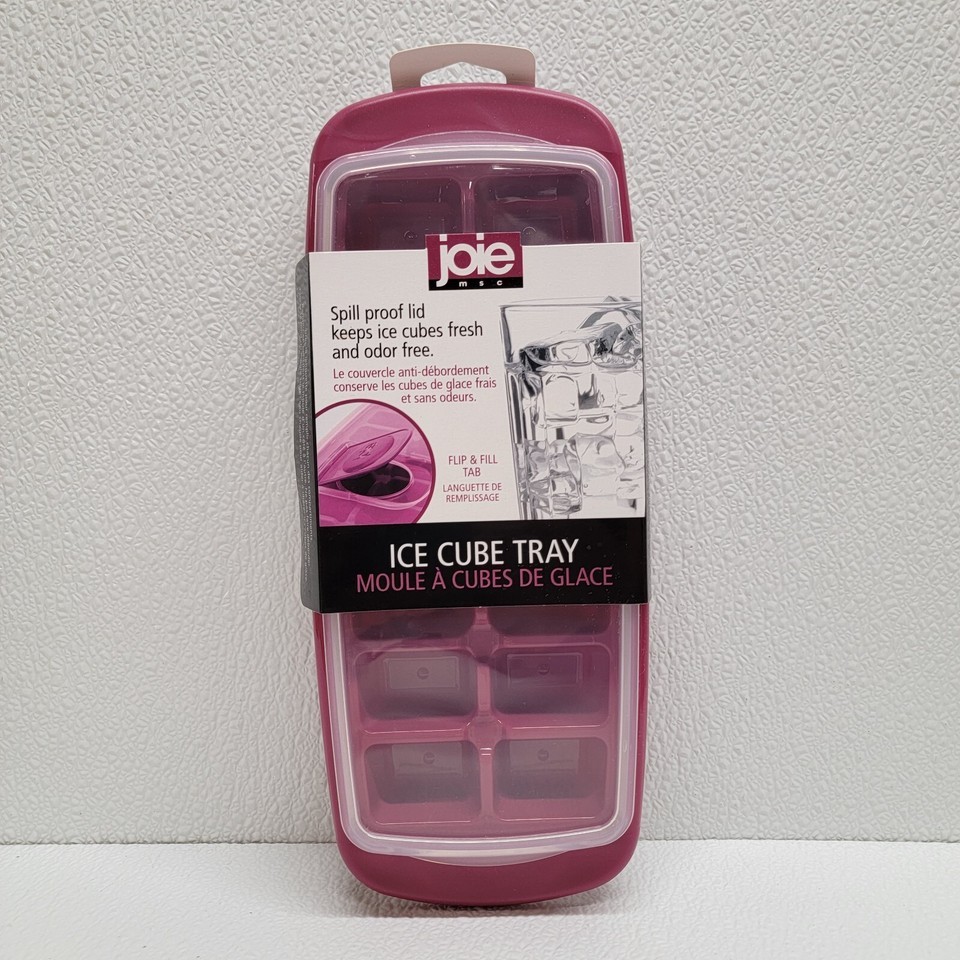 joie
msc
Spill proof lid
keeps ice cubes fresh
and odor free.
Le couvercle anti-débordement
conserve les cubes de glace frais
et sans odeurs.
FLIP & FILL
TAB
LANGUETTE DE
REMPLISSAGE
ICE CUBE TRAY
MOULE À CUBES DE GLACE